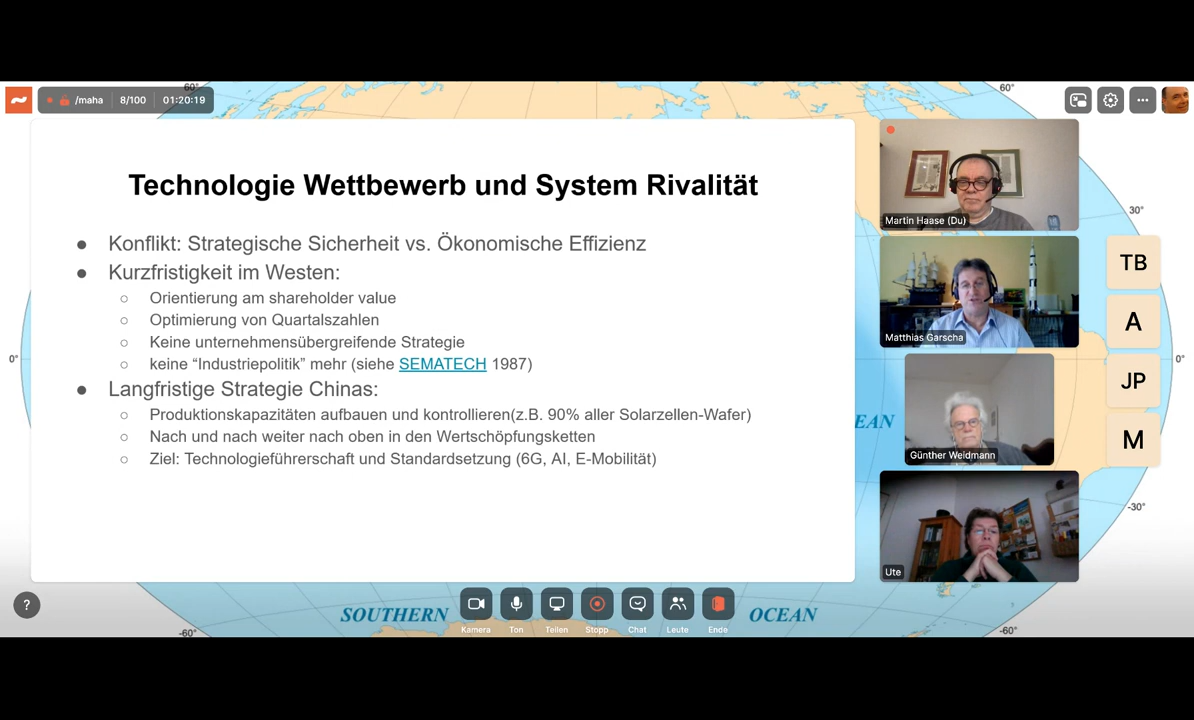 60°
/maha 8/100 01:20:19
60°
Technologie Wettbewerb und System Rivalität
● Konflikt: Strategische Sicherheit vs. Ökonomische Effizienz
● Kurzfristigkeit im Westen:
○ Orientierung am shareholder value
○ Optimierung von Quartalszahlen
○ Keine unternehmensübergreifende Strategie
○ keine “Industriepolitik” mehr (siehe SEMATECH 1987)
● Langfristige Strategie Chinas:
○ Produktionskapazitäten aufbauen und kontrollieren(z.B. 90% aller Solarzellen-Wafer)
○ Nach und nach weiter nach oben in den Wertschöpfungsketten
○ Ziel: Technologieführerschaft und Standardsetzung (6G, AI, E-Mobilität)
Martin Haase (Du)
Matthias Garscha
Günther Weidmann
Ute
TB
A
JP
M
30°
0°
0°
EAN
-30°
?
SOUTHERN
OCEAN
Kamera
Ton
Teilen
Stopp
Chat
Leute
Ende
-60°
-60°